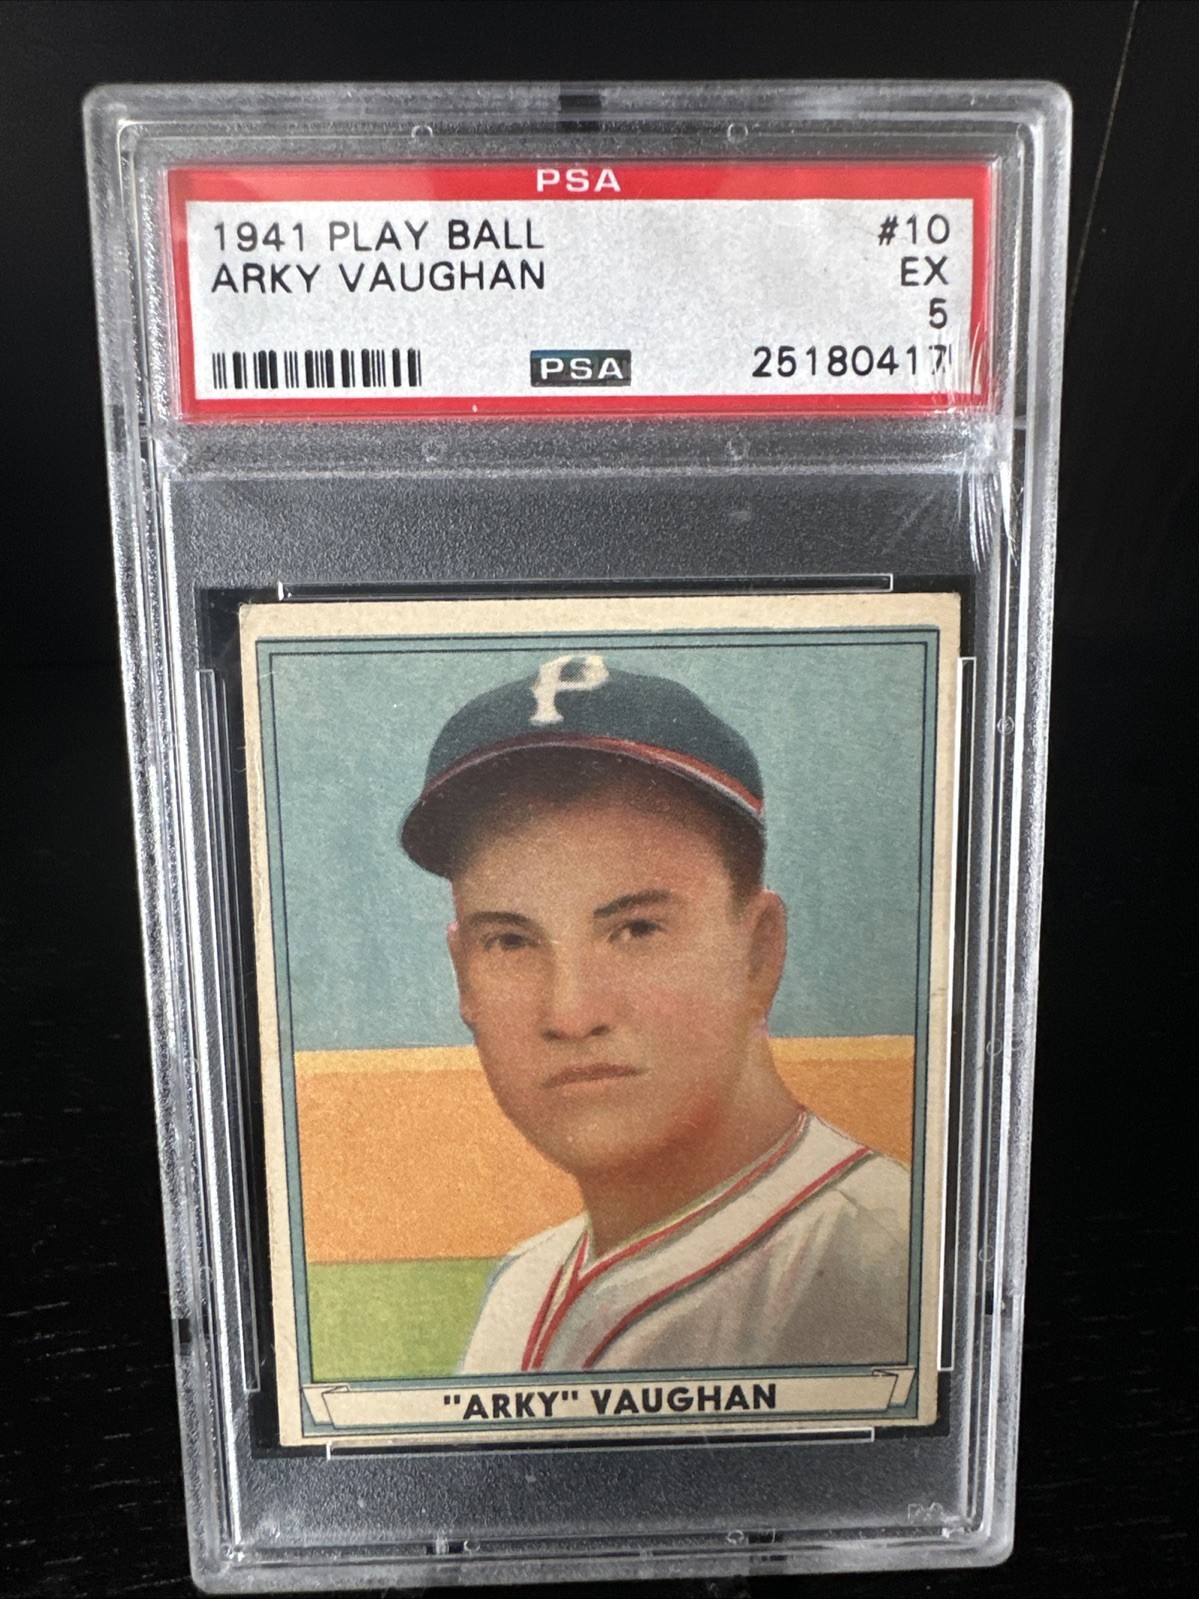 PSA
1941 PLAY BALL #10
ARKY VAUGHAN EX
5
PSA 25180417
P
"ARKY" VAUGHAN